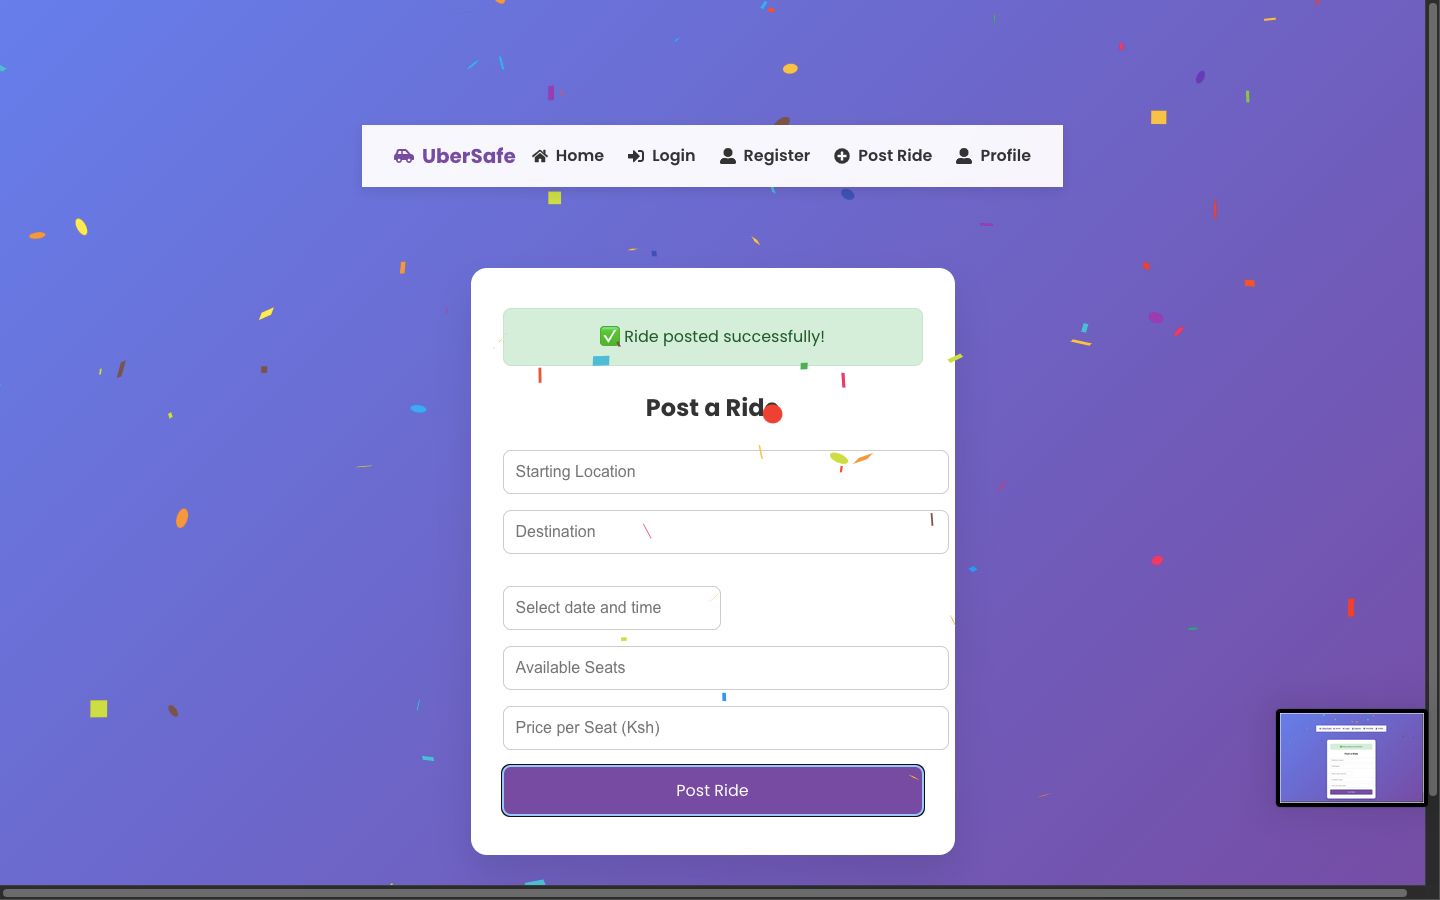 UberSafe Home Login Register Post Ride Profile
✅ Ride posted successfully!
Post a Ride
Starting Location
Destination
Select date and time
Available Seats
Price per Seat (Ksh)
Post Ride